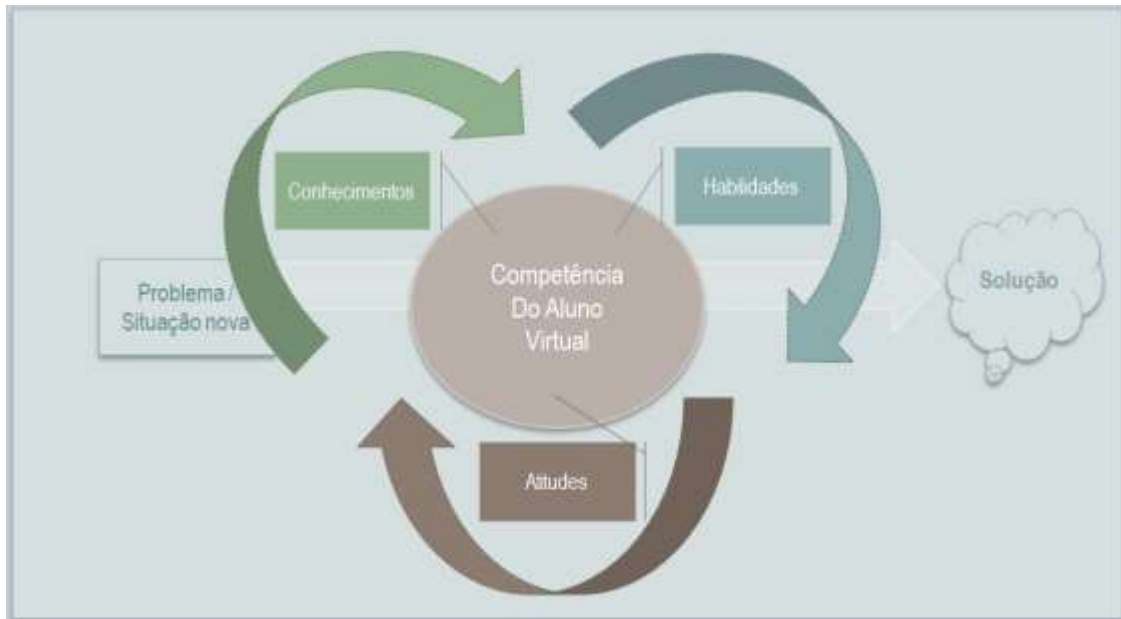 Conhecimentos
Habilidades
Problema /
Situação nova
Competência
Do Aluno
Virtual
Solução
Atitudes